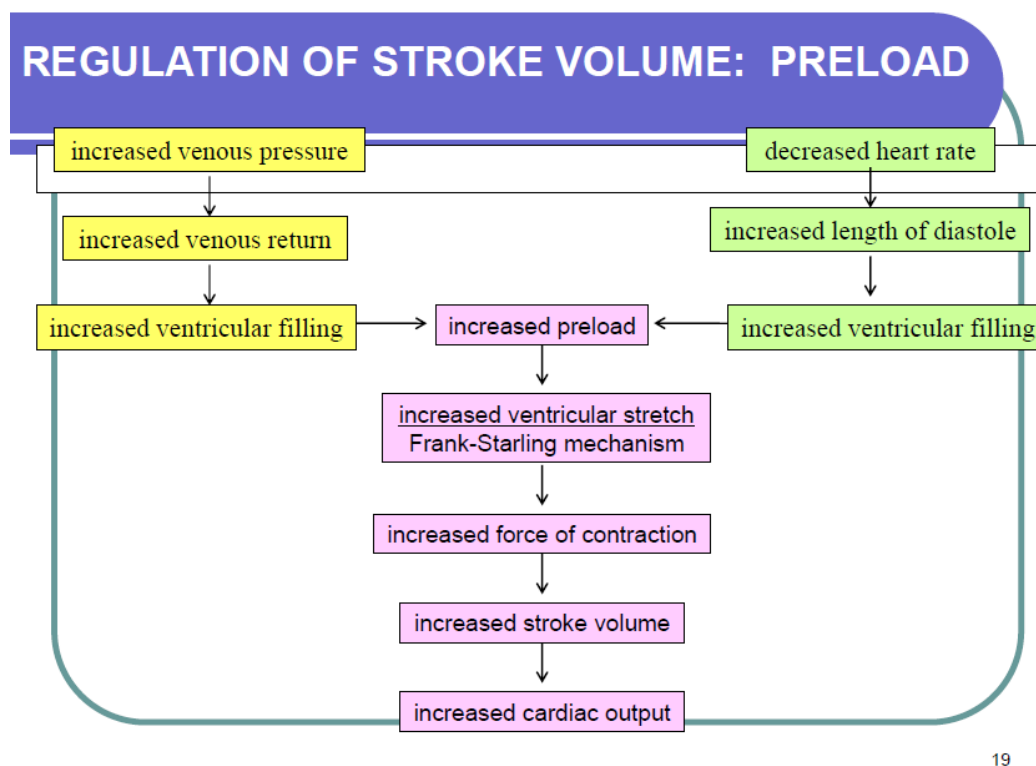 REGULATION OF STROKE VOLUME: PRELOAD
increased venous pressure
decreased heart rate
increased venous return
increased length of diastole
increased ventricular filling
increased preload
increased ventricular filling
increased ventricular stretch
Frank-Starling mechanism
increased force of contraction
increased stroke volume
increased cardiac output
19